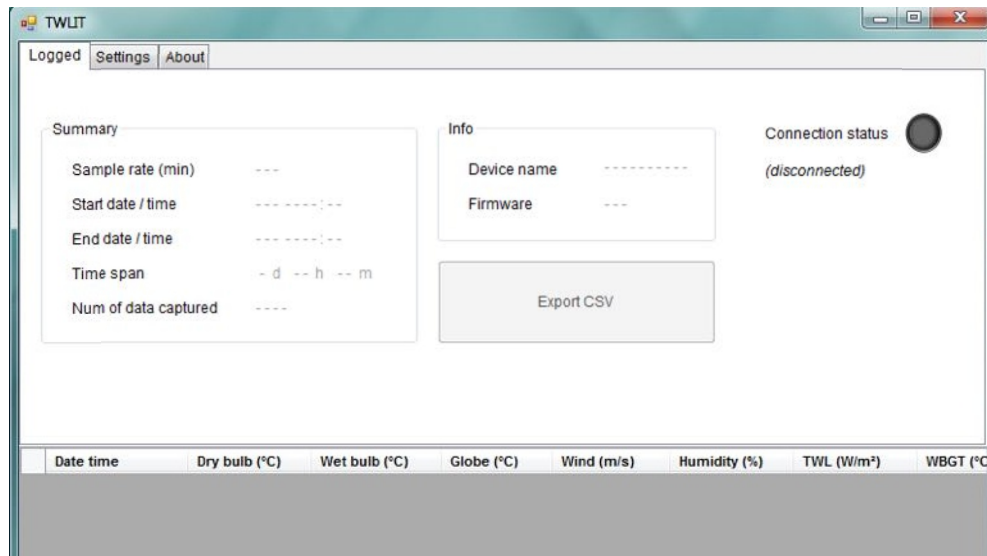 TWLIT
Logged Settings About
Summary
Sample rate (min) ---
Start date / time --- ----:--
End date / time --- ----:--
Time span - d -- h -- m
Num of data captured ----
Info
Device name ----------
Firmware ---
Export CSV
Connection status
(disconnected)
Date time Dry bulb (°C) Wet bulb (°C) Globe (°C) Wind (m/s) Humidity (%) TWL (W/m²) WBGT (°C